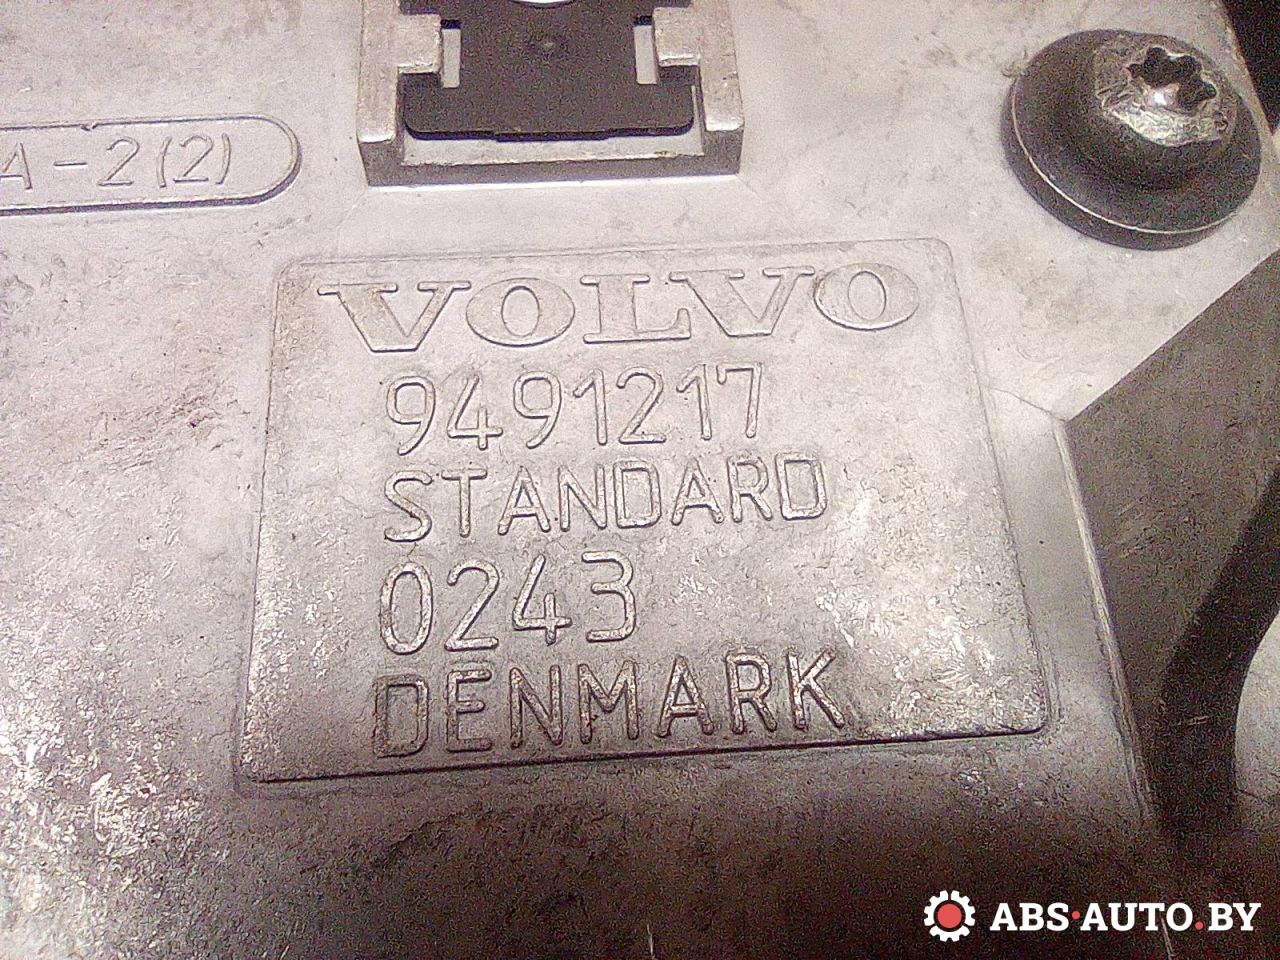 A-2(2)
VOLVO
9491217
STANDARD
0243
DENMARK
ABS·AUTO.BY